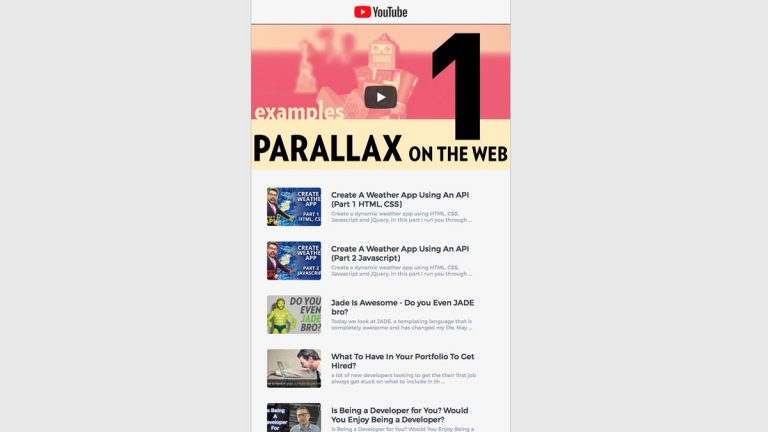 YouTube
1
examples
PARALLAX ON THE WEB
CREATE
WEATHER
APP
PART 1
HTML, CSS
Create A Weather App Using An API
(Part 1 HTML, CSS)
Create a dynamic weather app using HTML, CSS,
Javascript and jQuery. In this part I run you through ...
CREATE
WEATHER
APP
PART 2
JAVASCRIPT
Create A Weather App Using An API
(Part 2 Javascript)
Create a dynamic weather app using HTML, CSS,
Javascript and jQuery. In this part I run you through ...
DO YOU
EVEN
JADE
BRO?
Jade Is Awesome - Do you Even JADE
bro?
Today we look at JADE, a templating language that is
completely awesome and has changed my life. May ...
What To Have In Your Portfolio To Get
Hired?
a lot of new developers looking to get the their first job
always get stuck on what to include in th ...
Is Being
A
Developer
For
Is Being a Developer for You? Would
You Enjoy Being a Developer?
Is Being a Developer for You? Would You Enjoy Being a